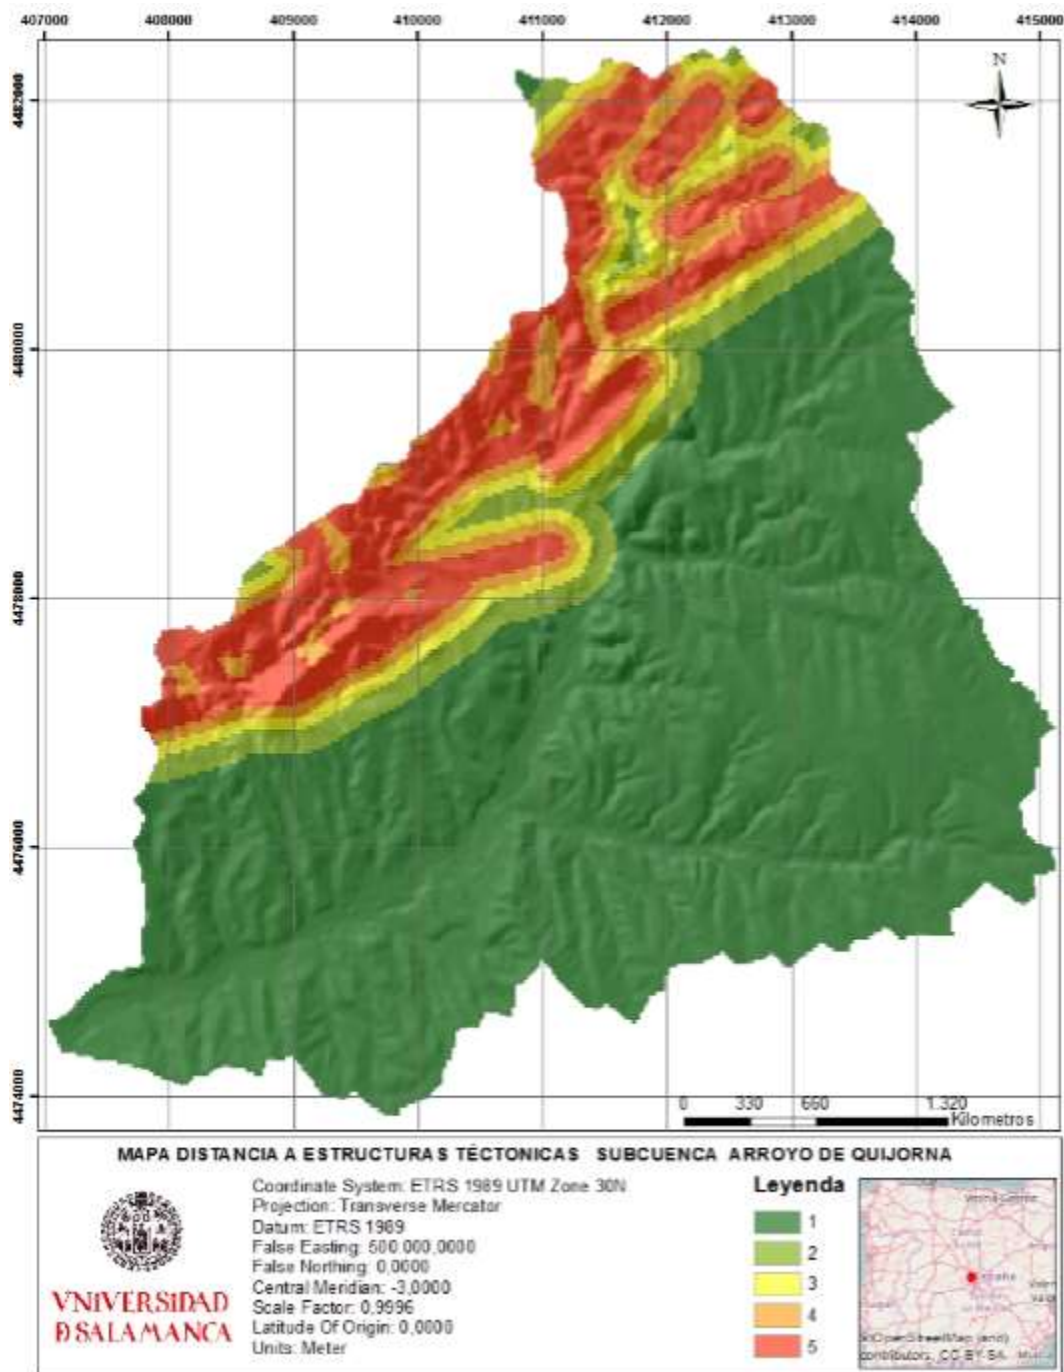 407000 408000 409000 410000 411000 412000 413000 414000 415000
N
4482000
4480000
4478000
4476000
4474000
0 330 660 1.320
Kilometros
MAPA DISTANCIA A ESTRUCTURAS TÉCTONICAS SUBCUENCA ARROYO DE QUIJORNA
VNiVERSiDAD
D SALAMANCA
Coordinate System: ETRS 1989 UTM Zone 30N
Projection: Transverse Mercator
Datum: ETRS 1989
False Easting: 500.000,0000
False Northing: 0,0000
Central Meridian: -3,0000
Scale Factor: 0,9996
Latitude Of Origin: 0,0000
Units: Meter
Leyenda
1
2
3
4
5
OpenStreetMap (and)
contributors, CC-BY-SA